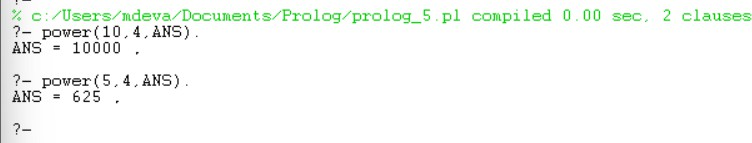 % c:/Users/mdeva/Documents/Prolog/prolog_5.pl compiled 0.00 sec, 2 clauses
?- power(10,4,ANS).
ANS = 10000 .
?- power(5,4,ANS).
ANS = 625 .
?-